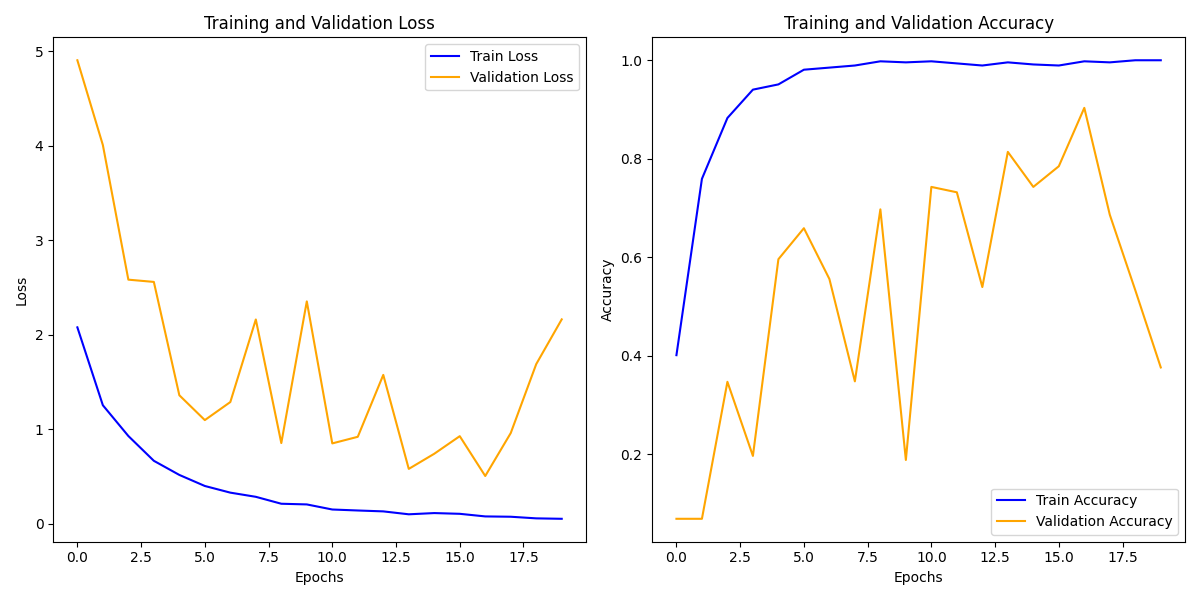 Training and Validation Loss
Train Loss
Validation Loss
5
4
3
2
1
0
Loss
0.0 2.5 5.0 7.5 10.0 12.5 15.0 17.5
Epochs
Training and Validation Accuracy
1.0
0.8
0.6
0.4
0.2
Accuracy
Train Accuracy
Validation Accuracy
0.0 2.5 5.0 7.5 10.0 12.5 15.0 17.5
Epochs